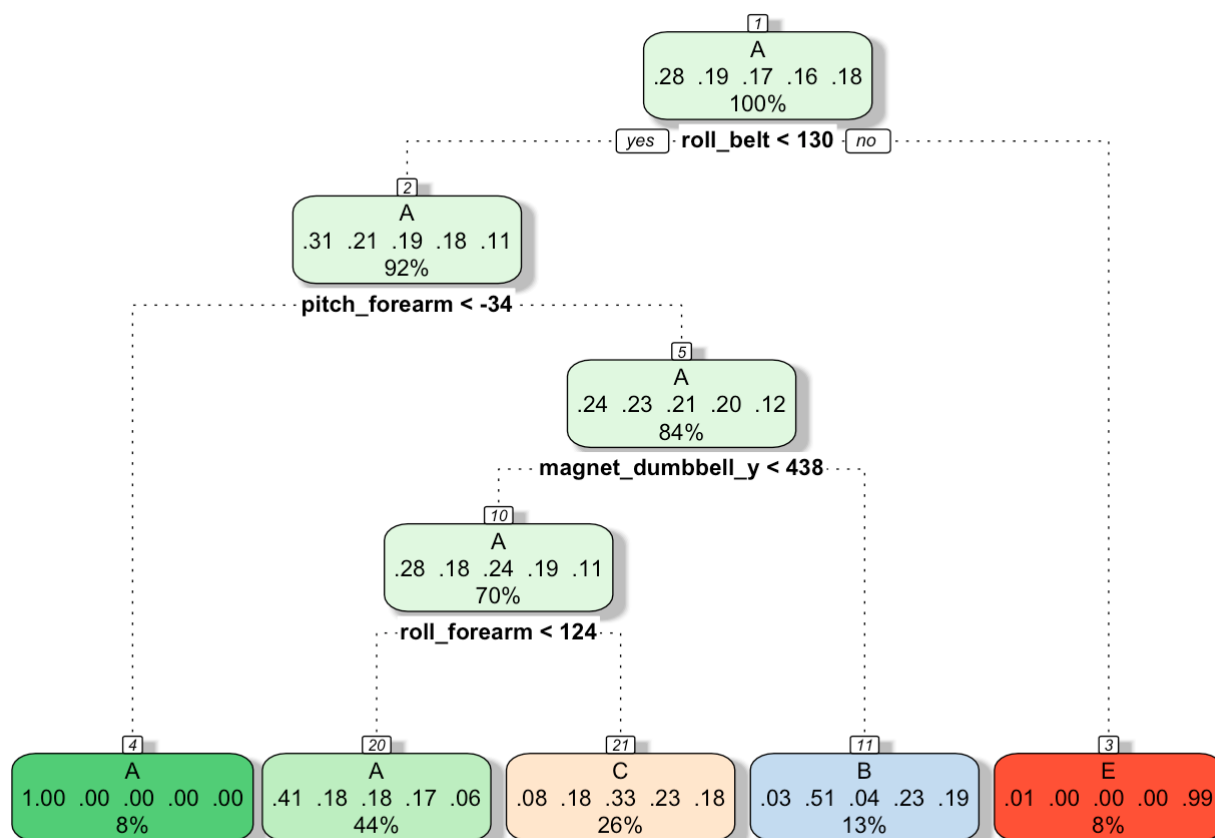 1
A
.28 .19 .17 .16 .18
100%
yes roll_belt < 130 no
2
A
.31 .21 .19 .18 .11
92%
pitch_forearm < -34
5
A
.24 .23 .21 .20 .12
84%
magnet_dumbbell_y < 438
10
A
.28 .18 .24 .19 .11
70%
roll_forearm < 124
4
A
1.00 .00 .00 .00 .00
8%
20
A
.41 .18 .18 .17 .06
44%
21
C
.08 .18 .33 .23 .18
26%
11
B
.03 .51 .04 .23 .19
13%
3
E
.01 .00 .00 .00 .99
8%